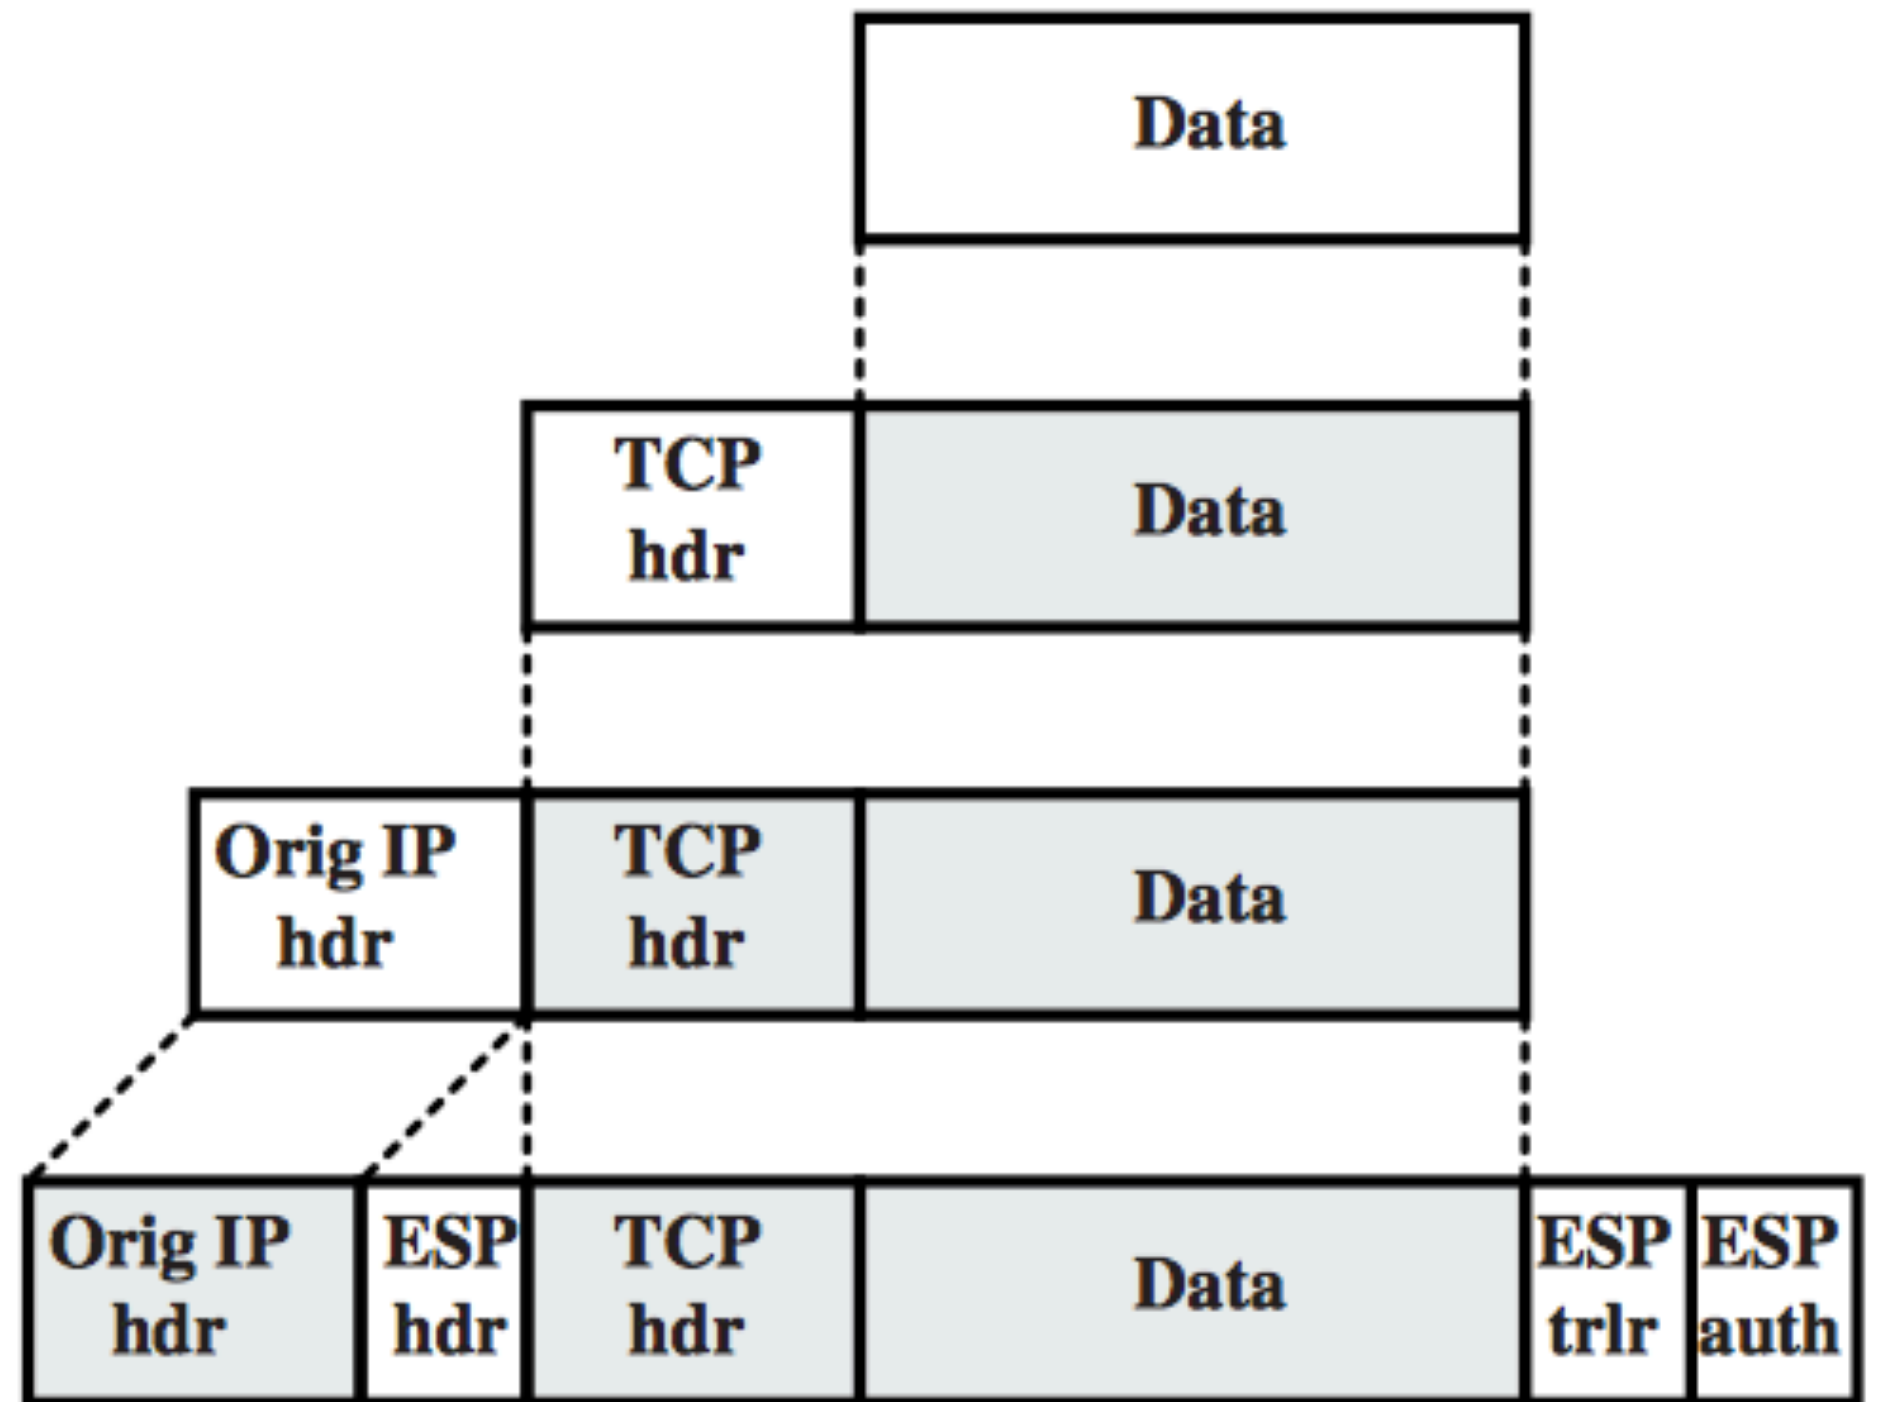 Data
TCP
hdr
Data
Orig IP
hdr
TCP
hdr
Data
Orig IP
hdr
ESP
hdr
TCP
hdr
Data
ESP
trlr
ESP
auth